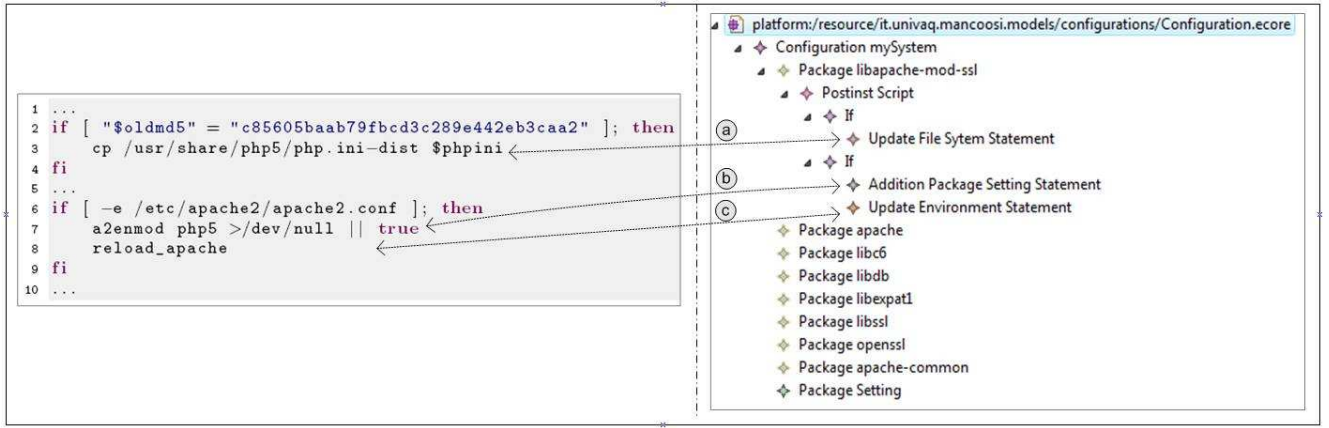 1 ...
2 if [ "$oldmd5" = "c85605baab79fbcd3c289e442eb3caa2" ]; then
3 cp /usr/share/php5/php.ini-dist $phpini
4 fi
5 ...
6 if [ -e /etc/apache2/apache2.conf ]; then
7 a2enmod php5 >/dev/null || true
8 reload_apache
9 fi
10 ...
a
b
c
platform:/resource/it.univaq.mancoosi.models/configurations/Configuration.ecore
Configuration mySystem
Package libapache-mod-ssl
Postinst Script
If
Update File Sytem Statement
If
Addition Package Setting Statement
Update Environment Statement
Package apache
Package libc6
Package libdb
Package libexpat1
Package libssl
Package openssl
Package apache-common
Package Setting